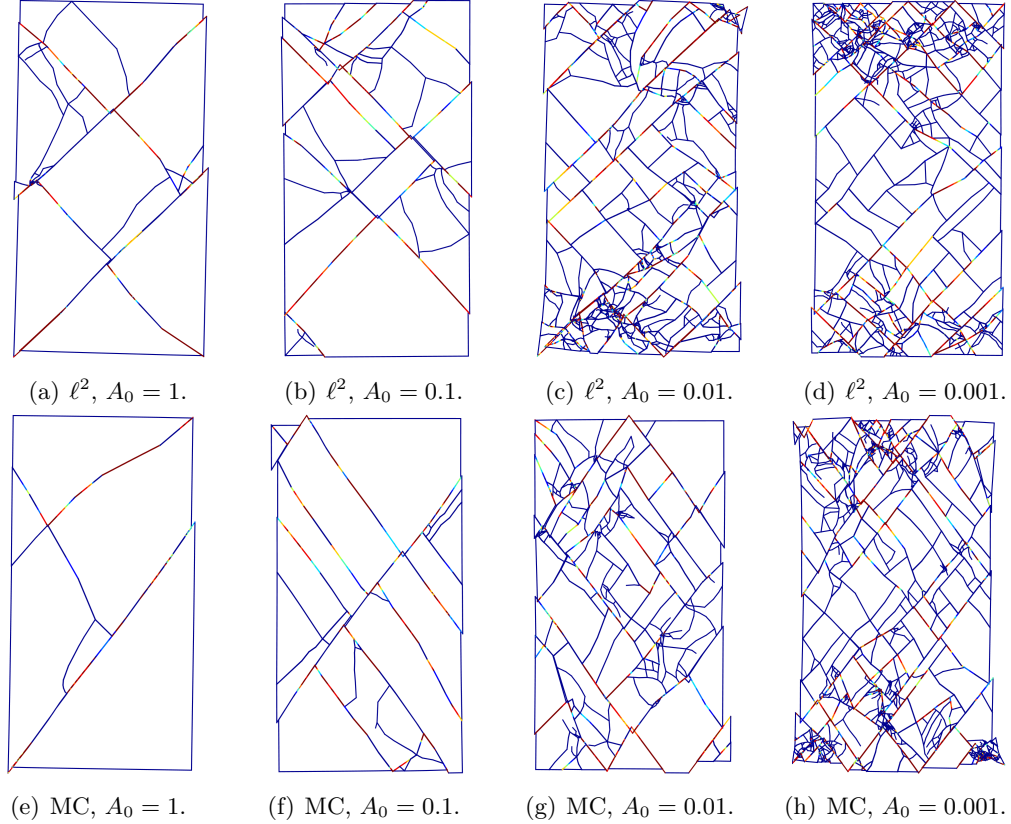 (a) ℓ², A₀ = 1. (b) ℓ², A₀ = 0.1. (c) ℓ², A₀ = 0.01. (d) ℓ², A₀ = 0.001.
(e) MC, A₀ = 1. (f) MC, A₀ = 0.1. (g) MC, A₀ = 0.01. (h) MC, A₀ = 0.001.